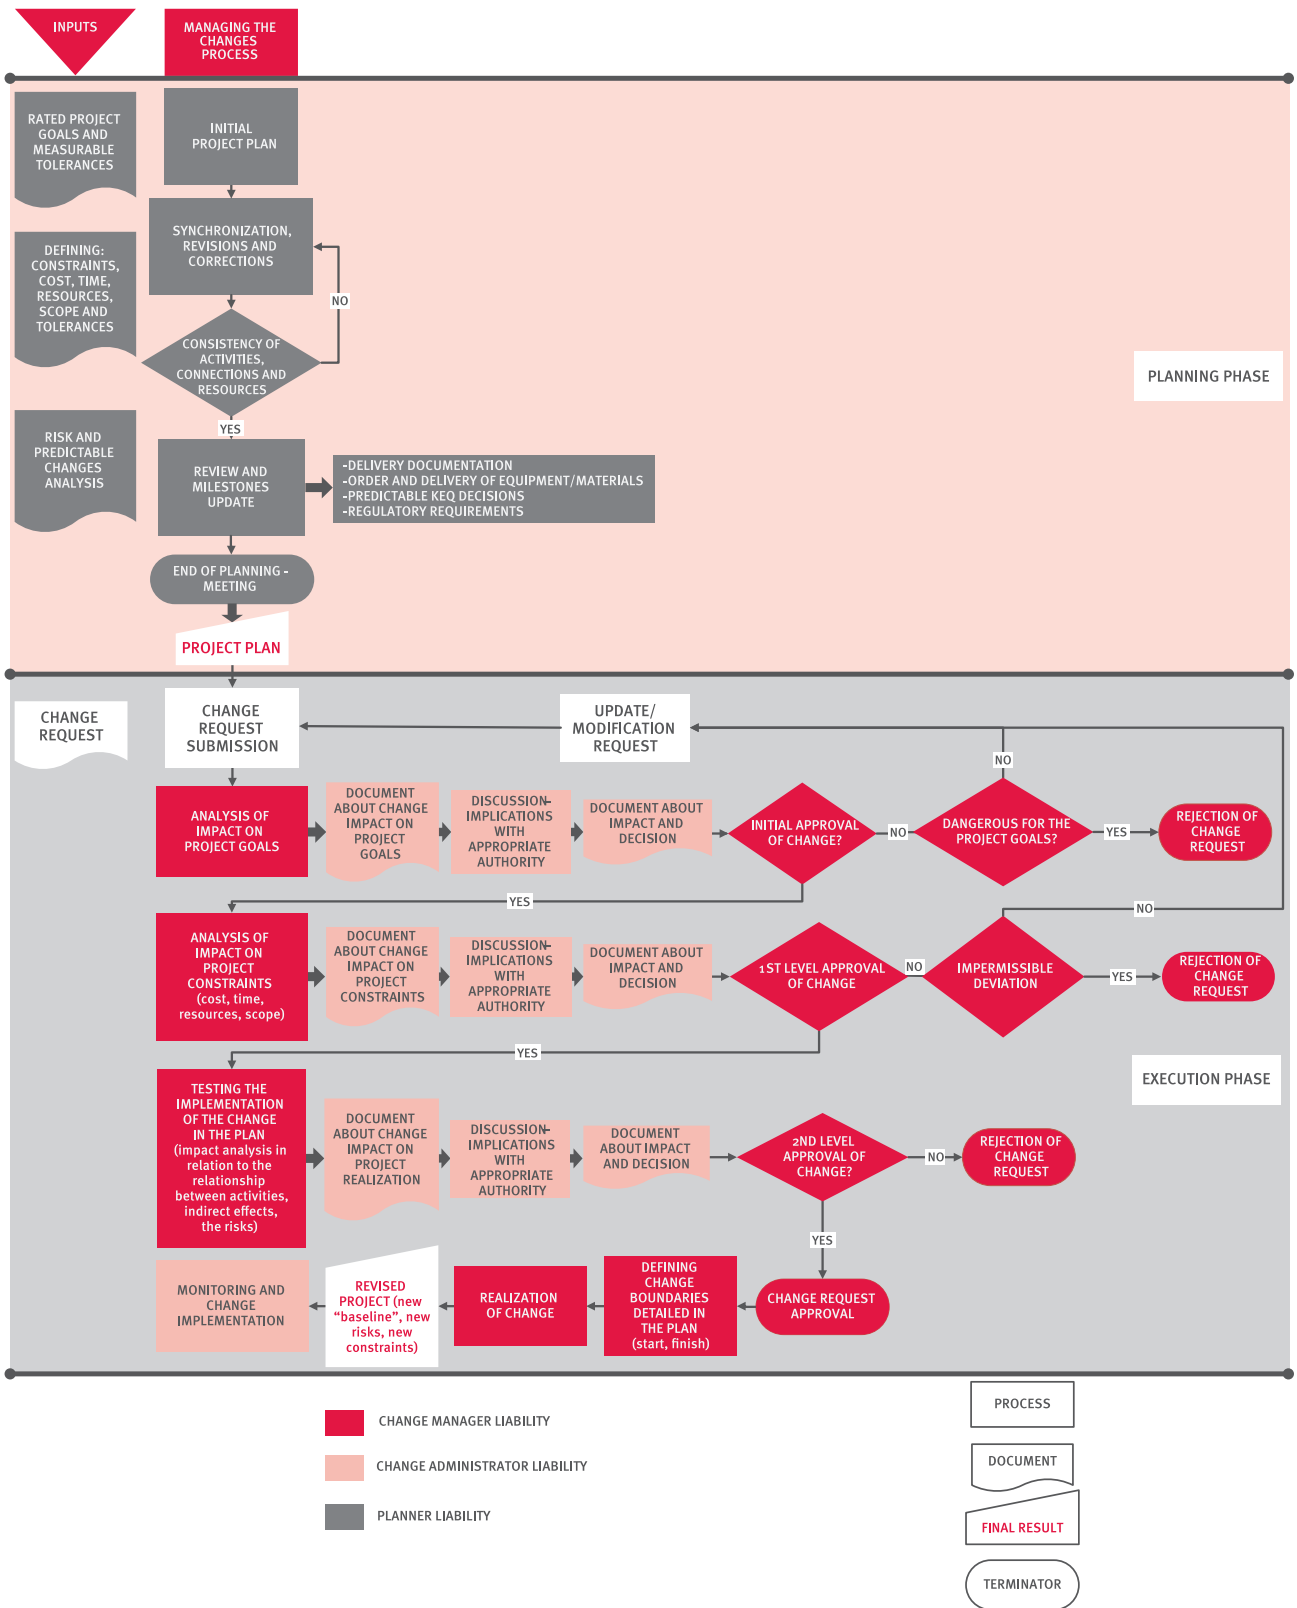 INPUTS
MANAGING THE
CHANGES
PROCESS
RATED PROJECT
GOALS AND
MEASURABLE
TOLERANCES
INITIAL
PROJECT PLAN
SYNCHRONIZATION,
REVISIONS AND
CORRECTIONS
DEFINING:
CONSTRAINTS,
COST, TIME,
RESOURCES,
SCOPE AND
TOLERANCES
NO
CONSISTENCY OF
ACTIVITIES,
CONNECTIONS AND
RESOURCES
PLANNING PHASE
YES
RISK AND
PREDICTABLE
CHANGES
ANALYSIS
REVIEW AND
MILESTONES
UPDATE
-DELIVERY DOCUMENTATION
-ORDER AND DELIVERY OF EQUIPMENT/MATERIALS
-PREDICTABLE KEQ DECISIONS
-REGULATORY REQUIREMENTS
END OF PLANNING -
MEETING
PROJECT PLAN
CHANGE
REQUEST
CHANGE
REQUEST
SUBMISSION
UPDATE/
MODIFICATION
REQUEST
NO
ANALYSIS OF
IMPACT ON
PROJECT GOALS
DOCUMENT
ABOUT CHANGE
IMPACT ON
PROJECT
GOALS
DISCUSSION-
IMPLICATIONS
WITH
APPROPRIATE
AUTHORITY
DOCUMENT ABOUT
IMPACT AND
DECISION
INITIAL APPROVAL
OF CHANGE?
NO
DANGEROUS FOR THE
PROJECT GOALS?
YES
REJECTION OF
CHANGE
REQUEST
YES
NO
ANALYSIS OF
IMPACT ON
PROJECT
CONSTRAINTS
(cost, time,
resources, scope)
DOCUMENT
ABOUT CHANGE
IMPACT ON
PROJECT
CONSTRAINTS
DISCUSSION-
IMPLICATIONS
WITH
APPROPRIATE
AUTHORITY
DOCUMENT ABOUT
IMPACT AND
DECISION
1ST LEVEL APPROVAL
OF CHANGE
NO
IMPERMISSIBLE
DEVIATION
YES
REJECTION OF
CHANGE
REQUEST
YES
EXECUTION PHASE
TESTING THE
IMPLEMENTATION
OF THE CHANGE
IN THE PLAN
(impact analysis in
relation to the
relationship
between activities,
indirect effects,
the risks)
DOCUMENT
ABOUT CHANGE
IMPACT ON
PROJECT
REALIZATION
DISCUSSION-
IMPLICATIONS
WITH
APPROPRIATE
AUTHORITY
DOCUMENT
ABOUT IMPACT
AND DECISION
2ND LEVEL
APPROVAL OF
CHANGE?
NO
REJECTION OF
CHANGE
REQUEST
YES
MONITORING AND
CHANGE
IMPLEMENTATION
REVISED
PROJECT (new
“baseline”, new
risks, new
constraints)
REALIZATION
OF CHANGE
DEFINING
CHANGE
BOUNDARIES
DETAILED IN
THE PLAN
(start, finish)
CHANGE REQUEST
APPROVAL
CHANGE MANAGER LIABILITY
CHANGE ADMINISTRATOR LIABILITY
PLANNER LIABILITY
PROCESS
DOCUMENT
FINAL RESULT
TERMINATOR